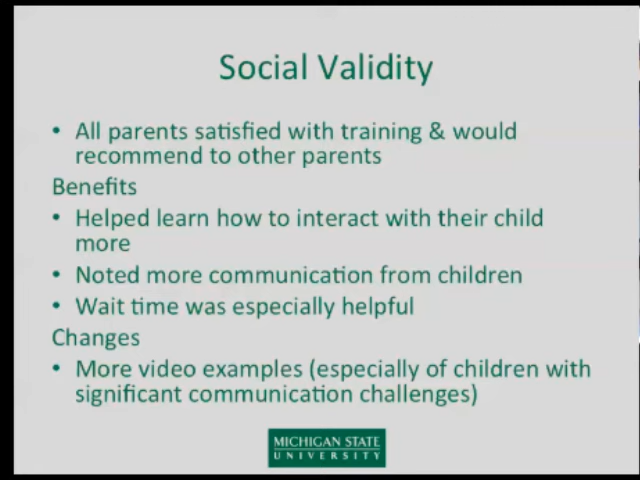 Social Validity
• All parents satisfied with training & would
recommend to other parents
Benefits
• Helped learn how to interact with their child
more
• Noted more communication from children
• Wait time was especially helpful
Changes
• More video examples (especially of children with
significant communication challenges)
MICHIGAN STATE
UNIVERSITY